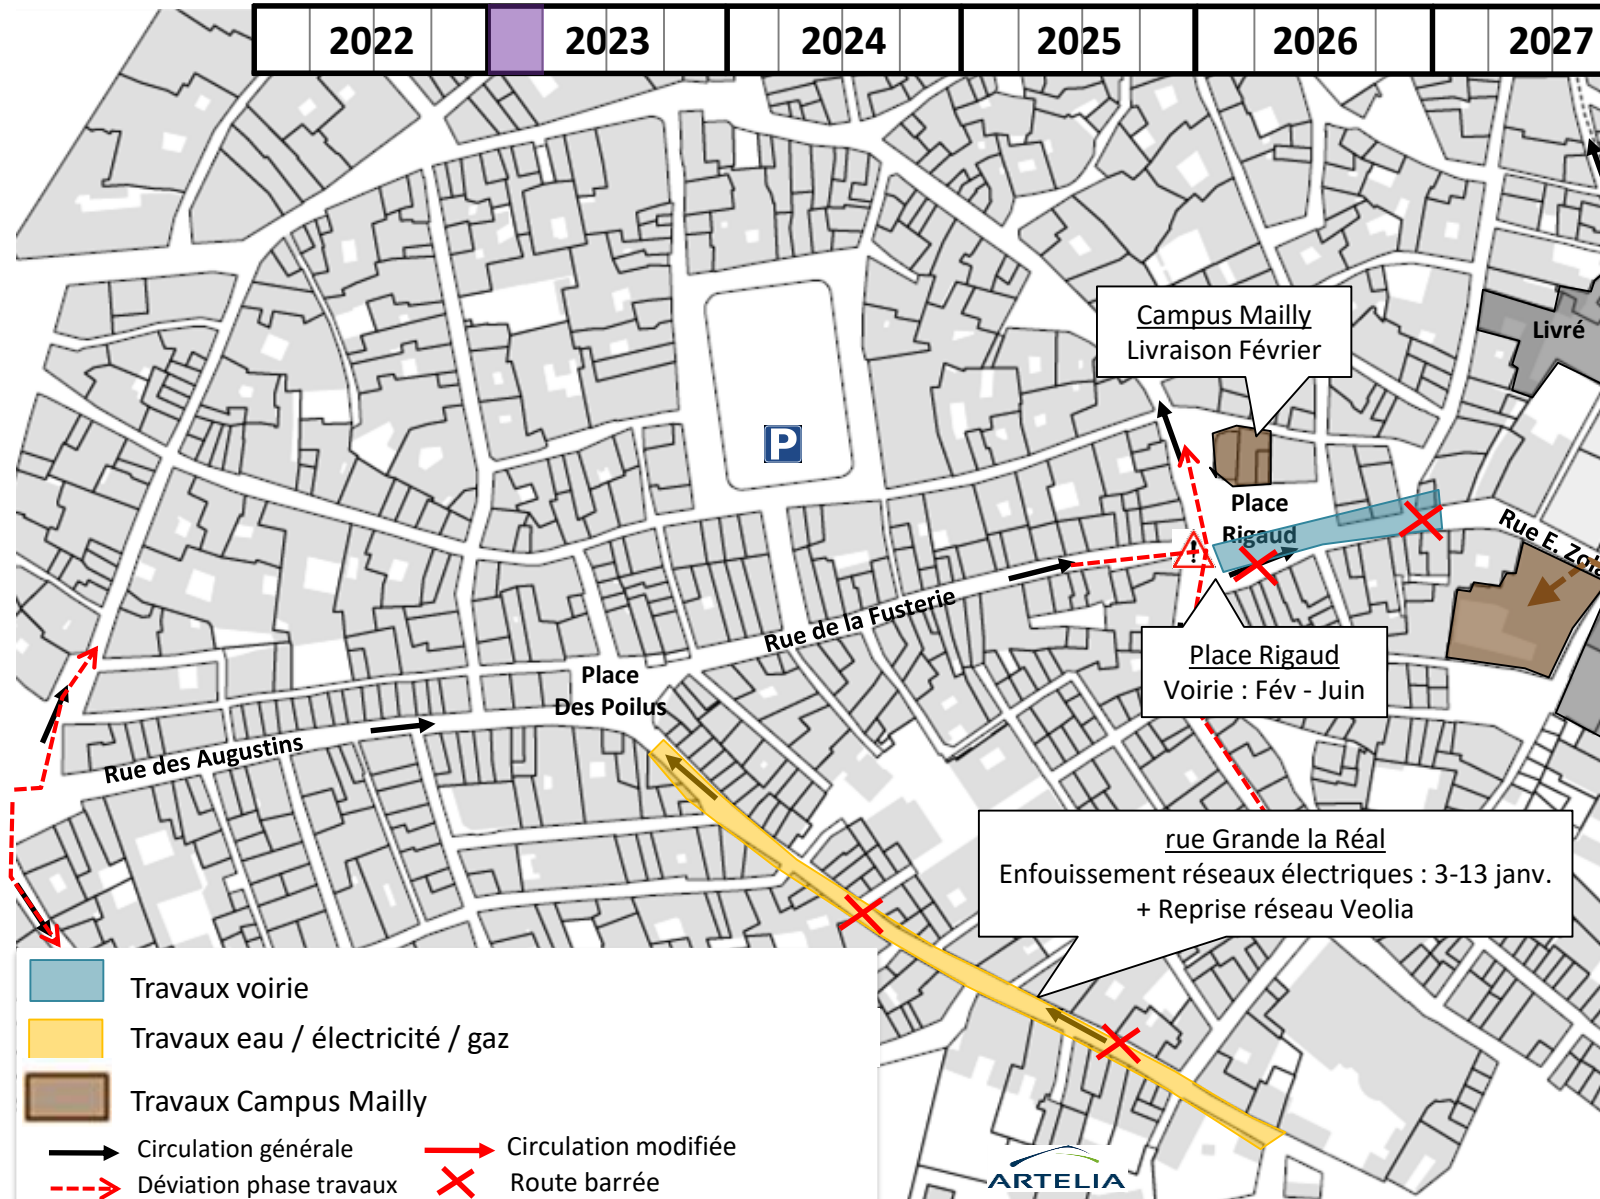 2022 2023 2024 2025 2026 2027
Campus Mailly
Livraison Février
Livré
P
Place
Rigaud
Rue E. Zola
!
Rue de la Fusterie
Place Rigaud
Voirie : Fév - Juin
Place
Des Poilus
Rue des Augustins
rue Grande la Réal
Enfouissement réseaux électriques : 3-13 janv.
+ Reprise réseau Veolia
Travaux voirie
Travaux eau / électricité / gaz
Travaux Campus Mailly
Circulation générale
Circulation modifiée
Déviation phase travaux
Route barrée
ARTELIA